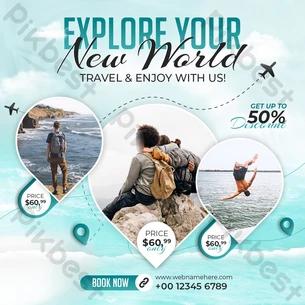 EXPLORE YOUR
New World
TRAVEL & ENJOY WITH US!
GET UP TO
50%
Discount
PRICE
$60,99
only
PRICE
$60,99
only
PRICE
$60,99
only
BOOK NOW
www.webnamehere.com
+00 12345 6789
pikbest